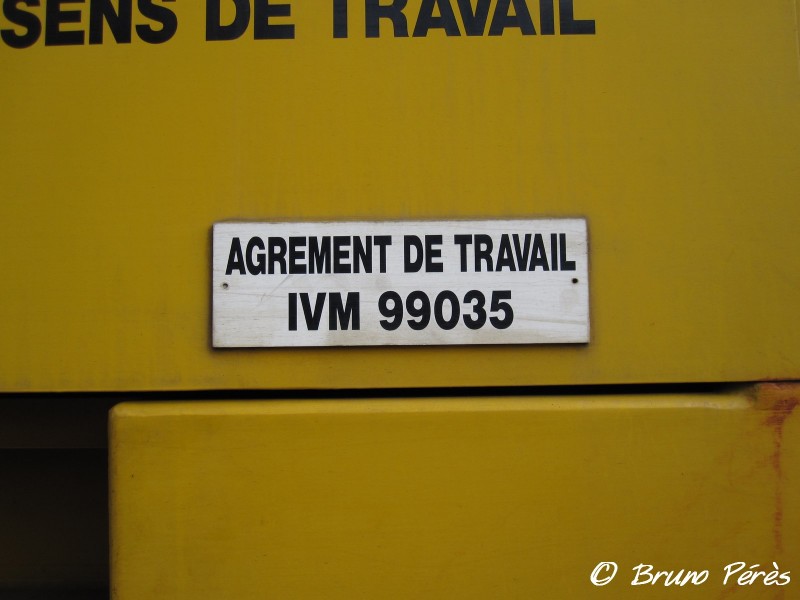 SENS DE TRAVAIL
AGREMENT DE TRAVAIL
IVM 99035
© Bruno Pérès